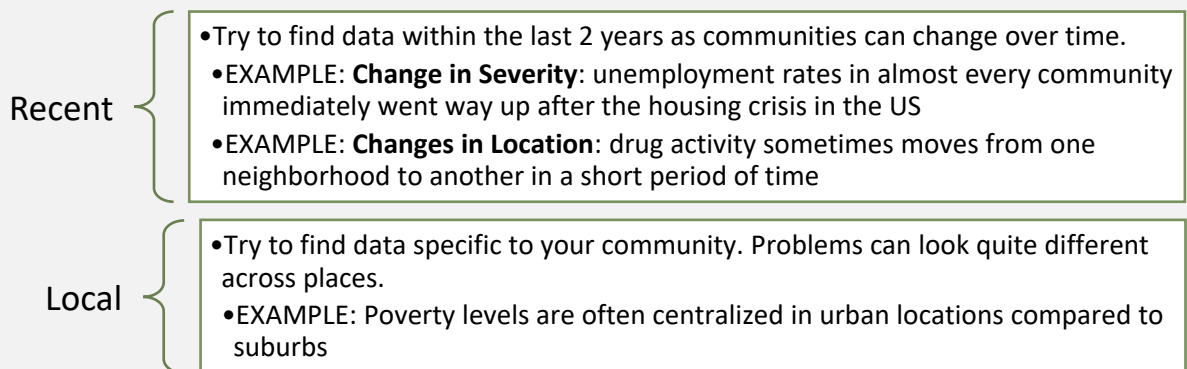 Recent
•Try to find data within the last 2 years as communities can change over time.
•EXAMPLE: Change in Severity: unemployment rates in almost every community
immediately went way up after the housing crisis in the US
•EXAMPLE: Changes in Location: drug activity sometimes moves from one
neighborhood to another in a short period of time
Local
•Try to find data specific to your community. Problems can look quite different
across places.
•EXAMPLE: Poverty levels are often centralized in urban locations compared to
suburbs